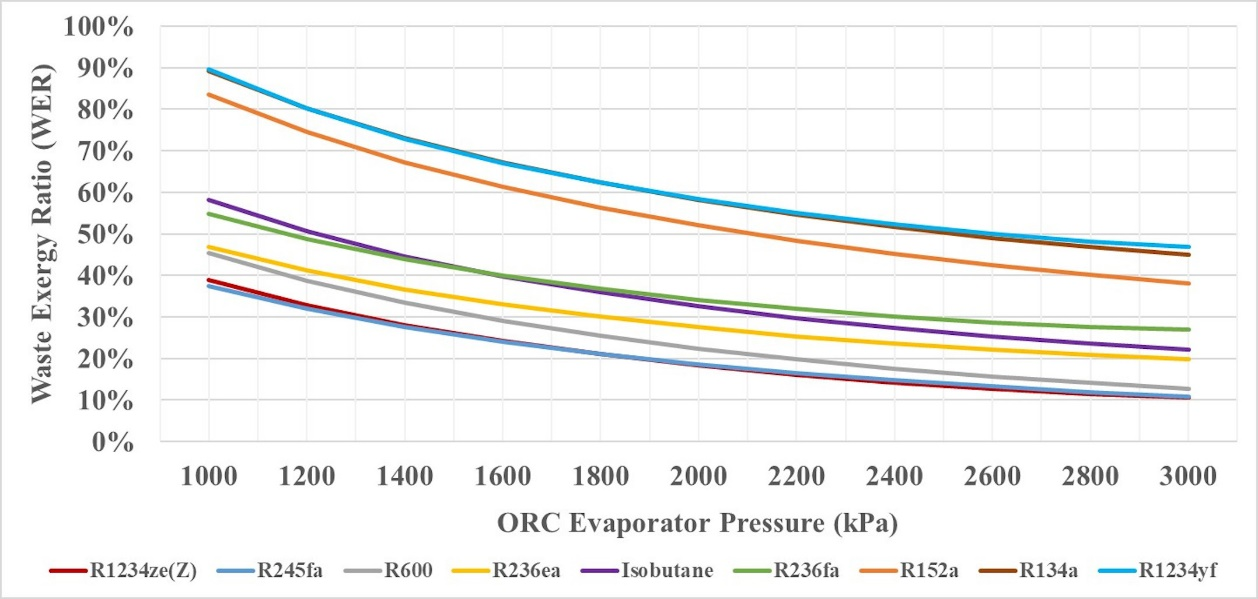 100%
90%
80%
70%
60%
50%
40%
30%
20%
10%
0%
Waste Exergy Ratio (WER)
1000 1200 1400 1600 1800 2000 2200 2400 2600 2800 3000
ORC Evaporator Pressure (kPa)
R1234ze(Z) R245fa R600 R236ea Isobutane R236fa R152a R134a R1234yf